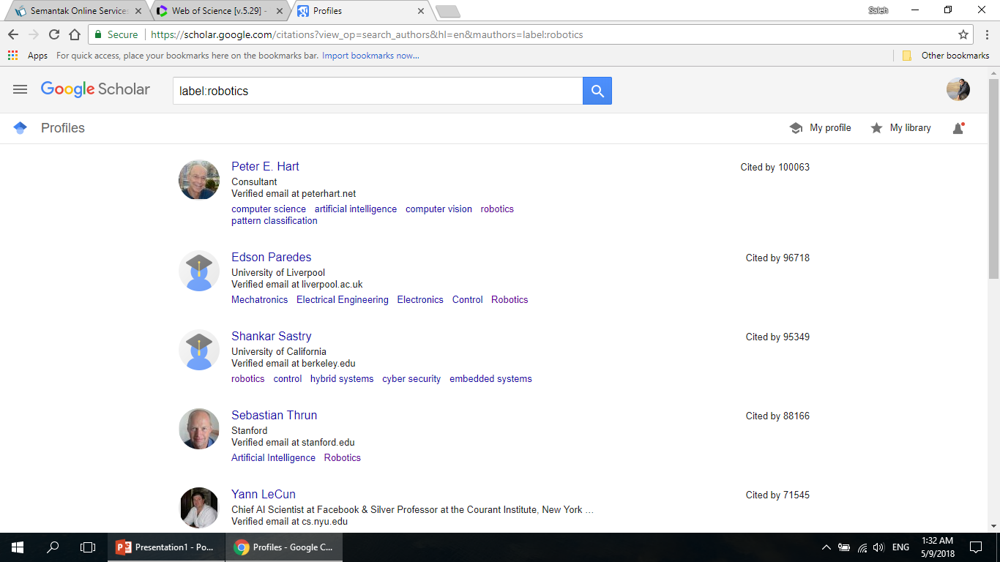 Semantak Online Services
Web of Science [v.5.29] -
Profiles
Saleh
Secure
https://scholar.google.com/citations?view_op=search_authors&hl=en&mauthors=label:robotics
Apps For quick access, place your bookmarks here on the bookmarks bar. Import bookmarks now... Other bookmarks
Google Scholar
label:robotics
Profiles
My profile
My library
Peter E. Hart
Cited by 100063
Consultant
Verified email at peterhart.net
computer science artificial intelligence computer vision robotics
pattern classification
Edson Paredes
Cited by 96718
University of Liverpool
Verified email at liverpool.ac.uk
Mechatronics Electrical Engineering Electronics Control Robotics
Shankar Sastry
Cited by 95349
University of California
Verified email at berkeley.edu
robotics control hybrid systems cyber security embedded systems
Sebastian Thrun
Cited by 88166
Stanford
Verified email at stanford.edu
Artificial Intelligence Robotics
Yann LeCun
Cited by 71545
Chief AI Scientist at Facebook & Silver Professor at the Courant Institute, New York …
Verified email at cs.nyu.edu
Presentation1 - Po...
Profiles - Google C...
ENG
1:32 AM
5/9/2018